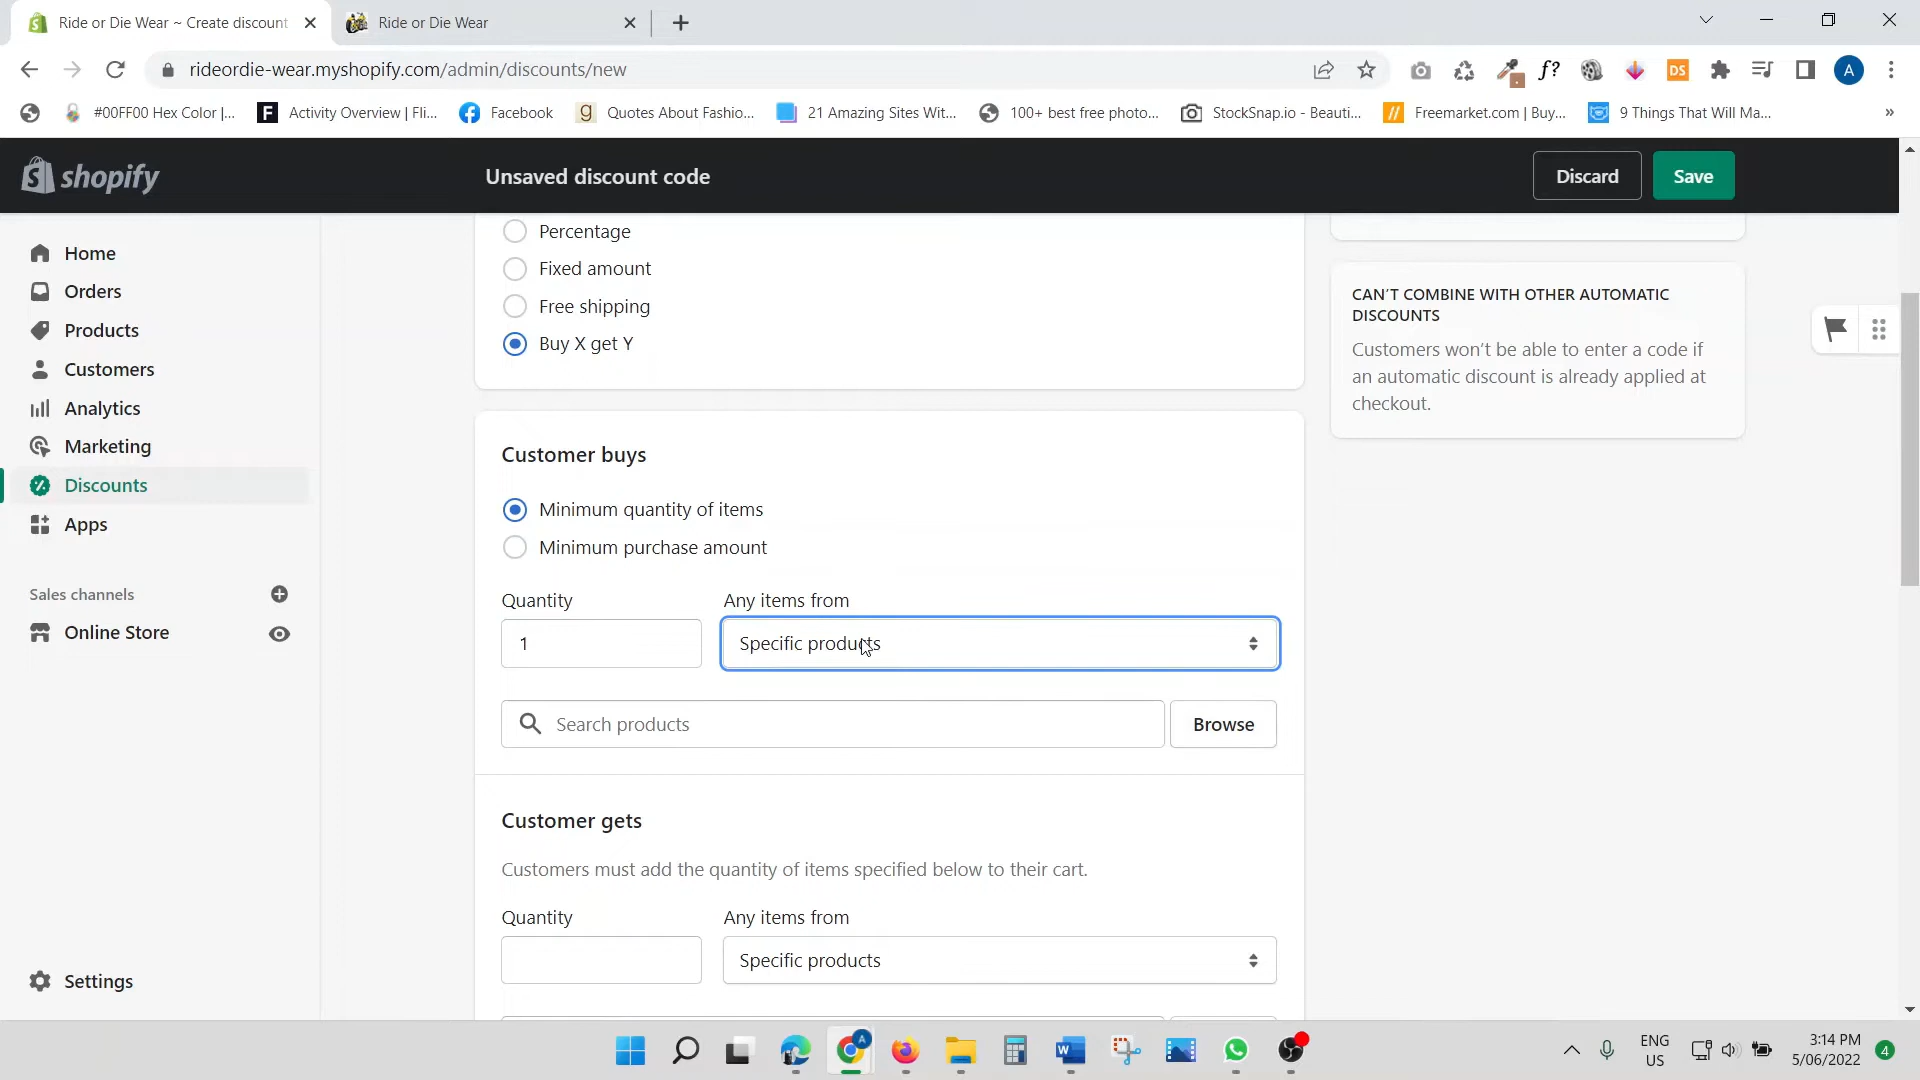 Ride or Die Wear ~ Create discount
Ride or Die Wear
rideordie-wear.myshopify.com/admin/discounts/new
f?
DS
A
#00FF00 Hex Color |...
Activity Overview | Fli...
Facebook
Quotes About Fashio...
21 Amazing Sites Wit...
100+ best free photo...
StockSnap.io - Beauti...
Freemarket.com | Buy...
9 Things That Will Ma...
»
shopify
Unsaved discount code
Discard
Save
Home
Orders
Products
Customers
Analytics
Marketing
Discounts
Apps
Sales channels
Online Store
Settings
Percentage
Fixed amount
Free shipping
Buy X get Y
CAN'T COMBINE WITH OTHER AUTOMATIC
DISCOUNTS
Customers won't be able to enter a code if
an automatic discount is already applied at
checkout.
Customer buys
Minimum quantity of items
Minimum purchase amount
Quantity
Any items from
1
Specific products
Search products
Browse
Customer gets
Customers must add the quantity of items specified below to their cart.
Quantity
Any items from
Specific products
ENG
US
3:14 PM
5/06/2022
4